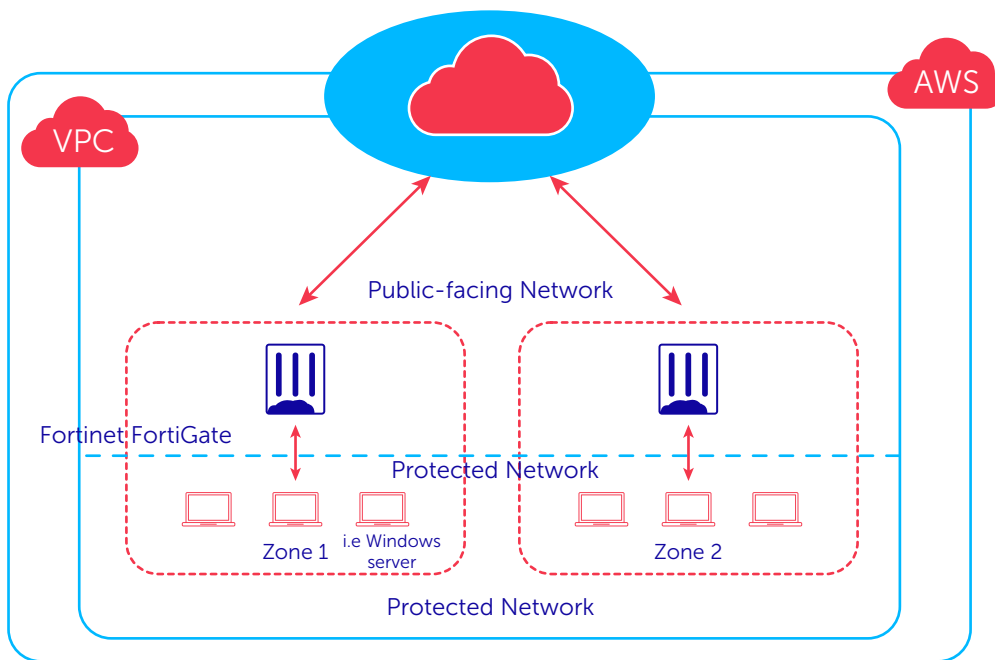 AWS
VPC
Public-facing Network
Fortinet FortiGate
Protected Network
Zone 1
i.e Windows
server
Zone 2
Protected Network